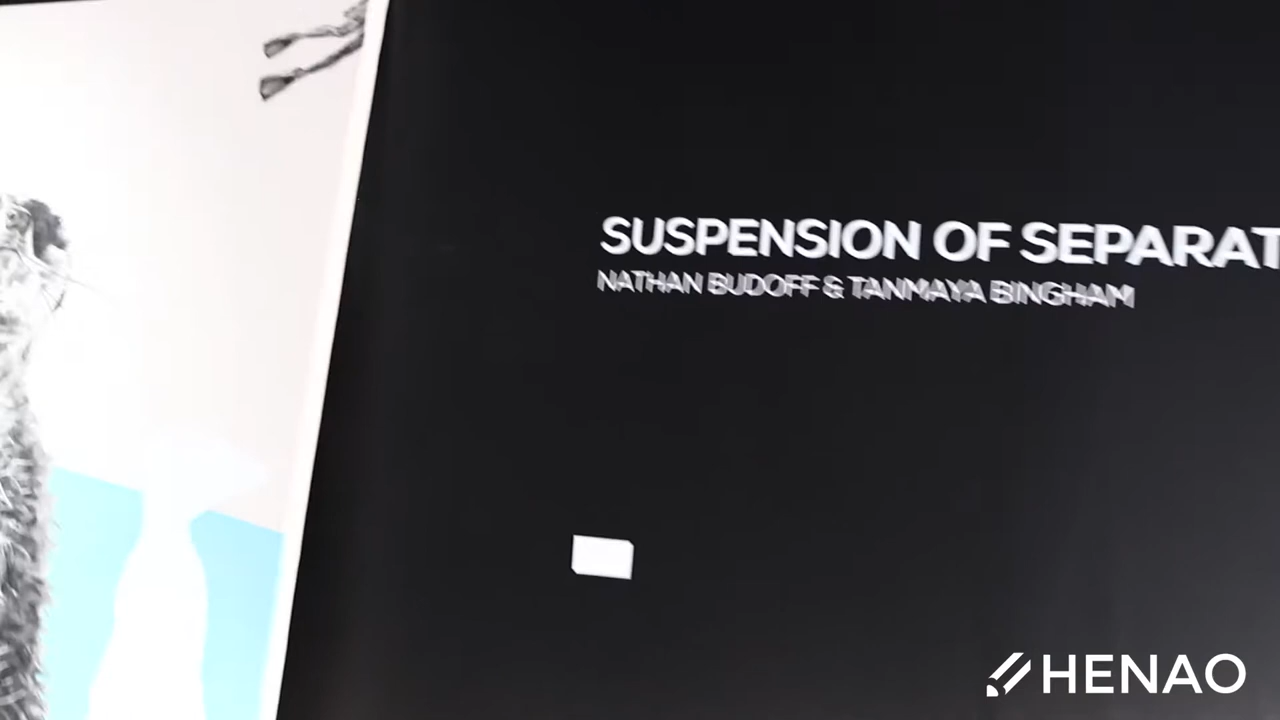 SUSPENSION OF SEPARAT
NATHAN BUDOFF & TANMAYA BINGHAM
HENAO